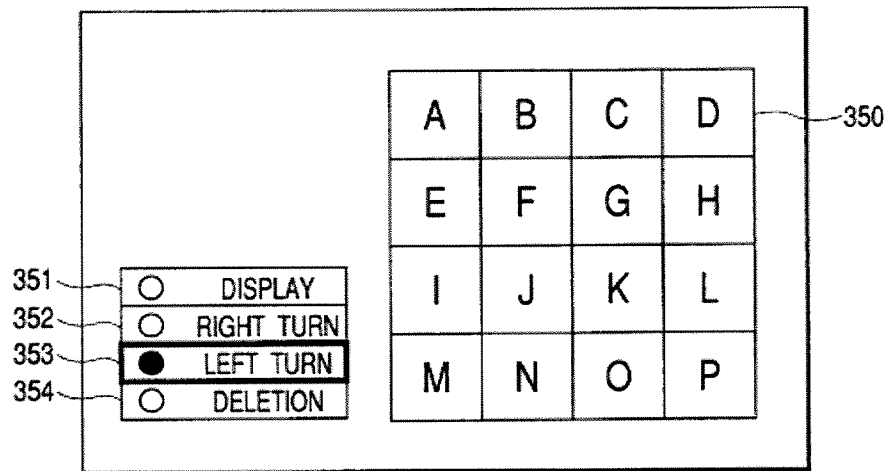 A B C D
350
E F G H
I J K L
M N O P
351
DISPLAY
352
RIGHT TURN
353
LEFT TURN
354
DELETION